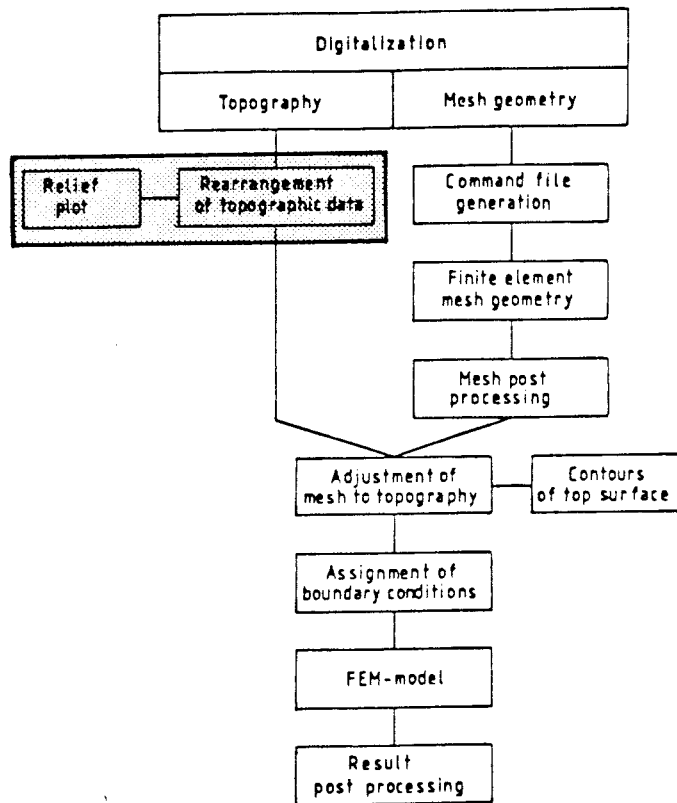 Digitalization
Topography
Mesh geometry
Relief
plot
Rearrangement
of topographic data
Command file
generation
Finite element
mesh geometry
Mesh post
processing
Adjustment of
mesh to topography
Contours
of top surface
Assignment of
boundary conditions
FEM-model
Result
post processing